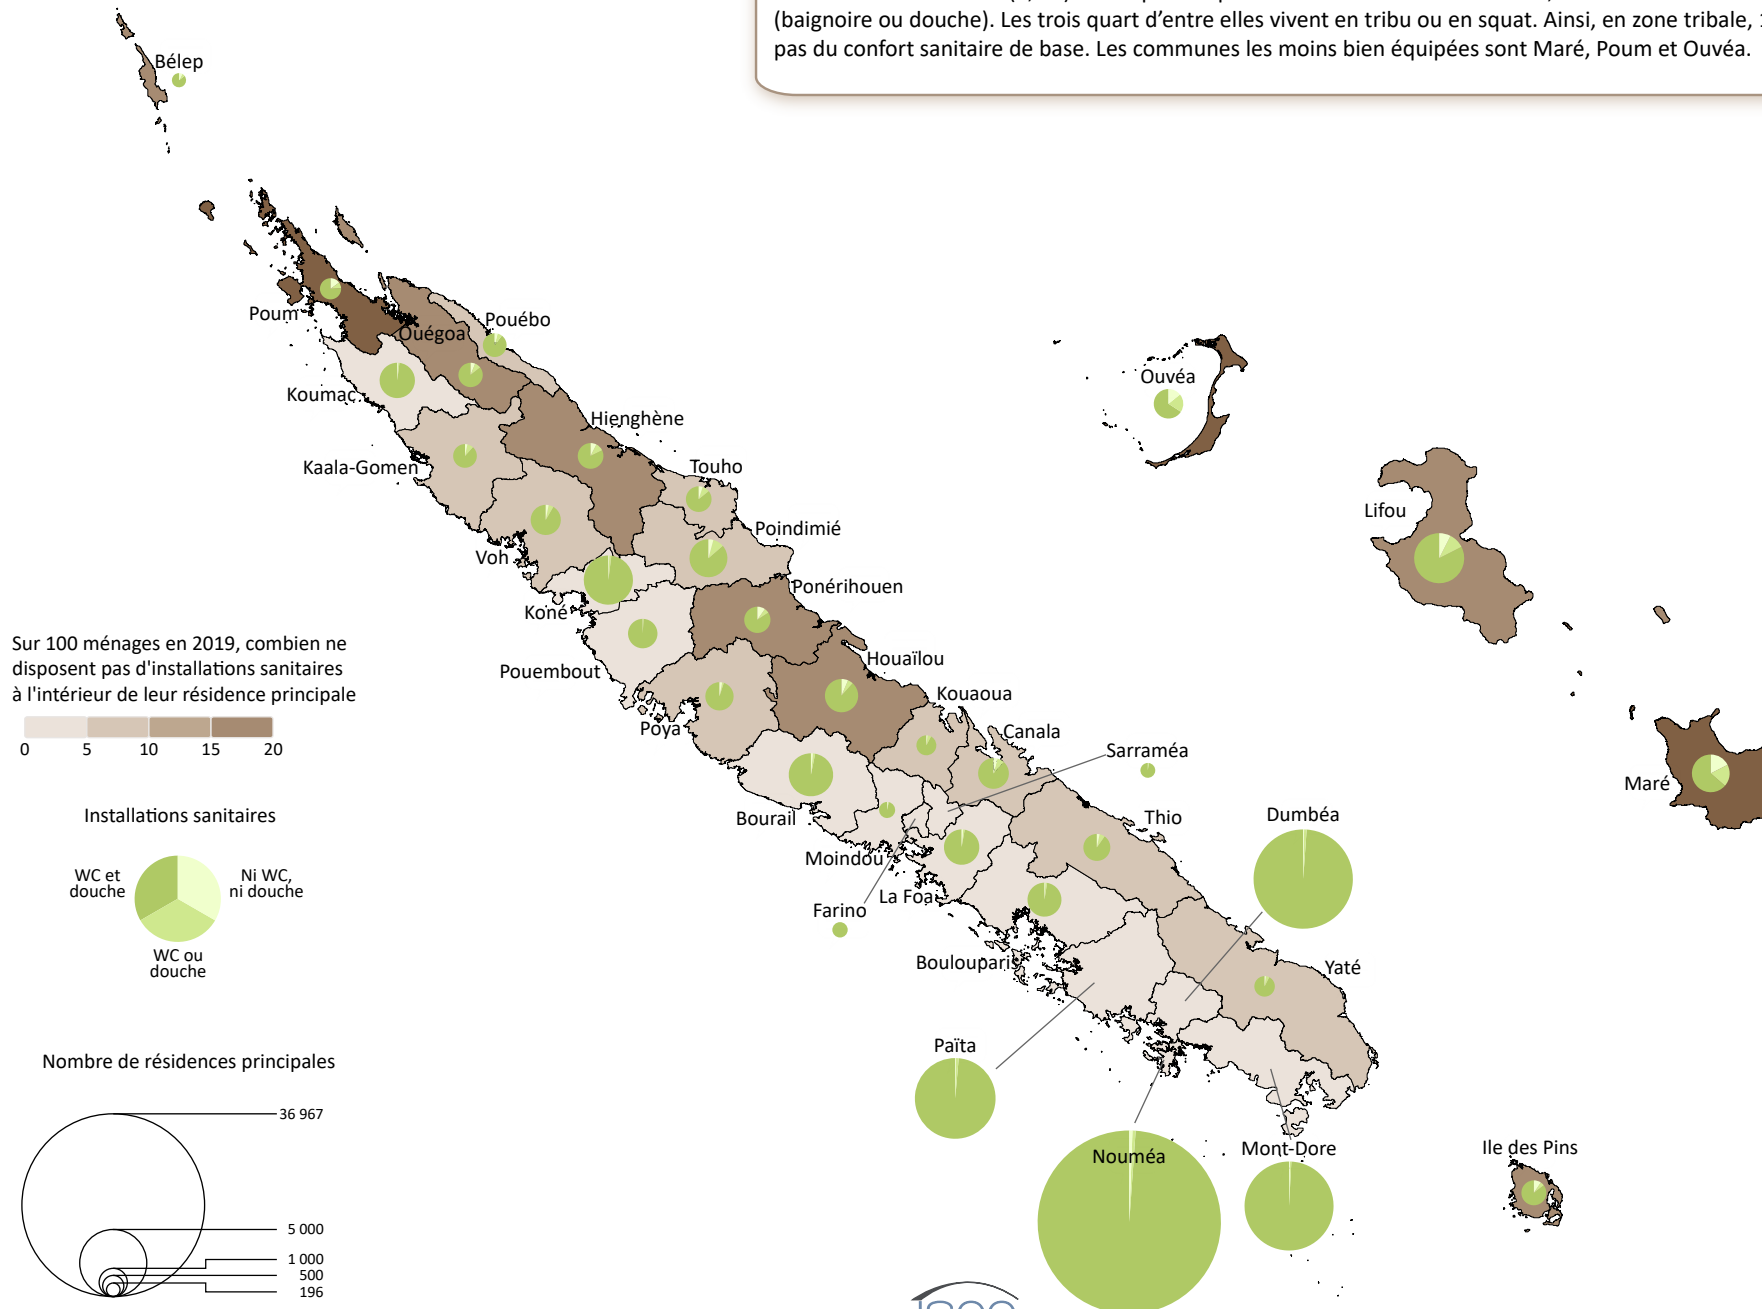 (baignoire ou douche). Les trois quart d'entre elles vivent en tribu ou en squat. Ainsi, en zone tribale,
pas du confort sanitaire de base. Les communes les moins bien équipées sont Maré, Poum et Ouvéa.
Bélep
Poum
Ouégoa
Pouébo
Koumac
Hienghène
Kaala-Gomen
Touho
Poindimié
Voh
Ponérihouen
Koné
Pouembout
Houaïlou
Poya
Kouaoua
Canala
Sarraméa
Bourail
Thio
Dumbéa
Moindou
La Foa
Farino
Boulouparis
Yaté
Païta
Nouméa
Mont-Dore
Ile des Pins
Ouvéa
Lifou
Maré
Sur 100 ménages en 2019, combien ne
disposent pas d'installations sanitaires
à l'intérieur de leur résidence principale
0 5 10 15 20
Installations sanitaires
WC et
douche
Ni WC,
ni douche
WC ou
douche
Nombre de résidences principales
36 967
5 000
1 000
500
196